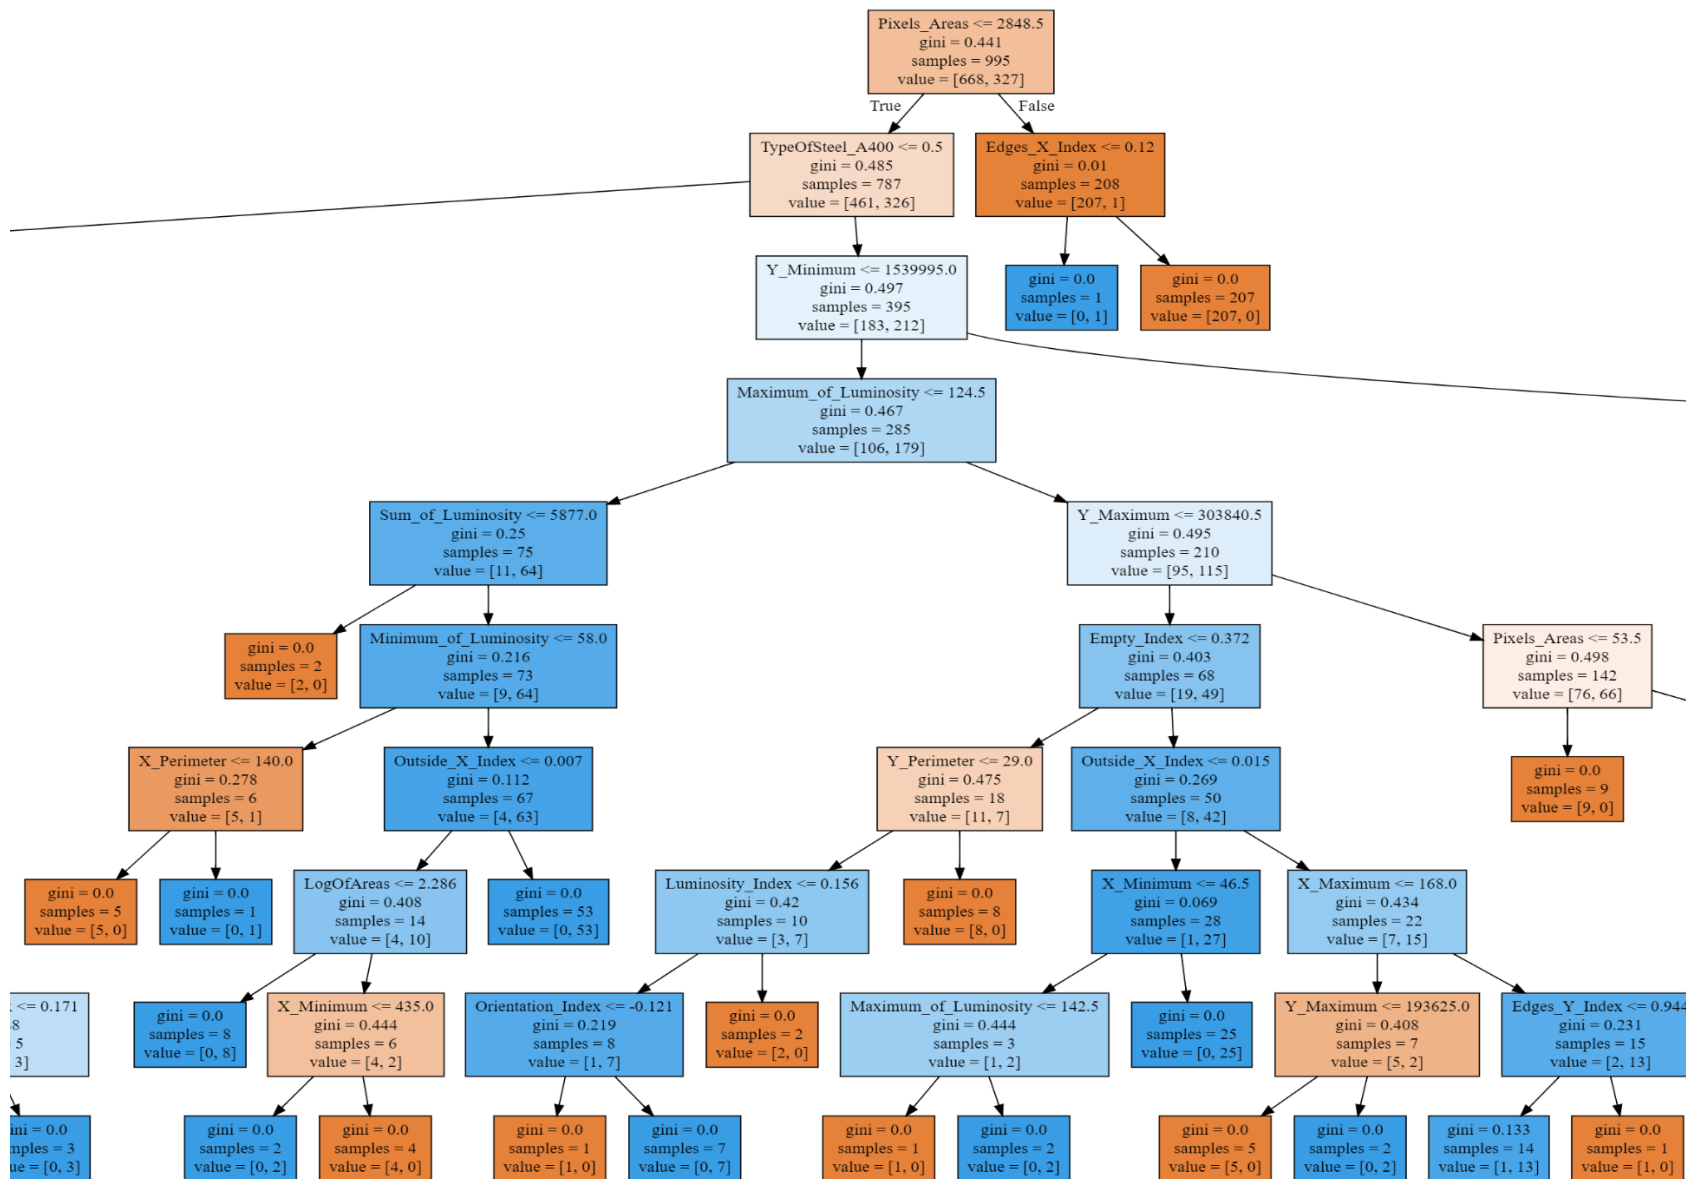 Pixels_Areas <= 2848.5
gini = 0.441
samples = 995
value = [668, 327]
True
False
TypeOfSteel_A400 <= 0.5
gini = 0.485
samples = 787
value = [461, 326]
Edges_X_Index <= 0.12
gini = 0.01
samples = 208
value = [207, 1]
Y_Minimum <= 1539995.0
gini = 0.497
samples = 395
value = [183, 212]
gini = 0.0
samples = 1
value = [0, 1]
gini = 0.0
samples = 207
value = [207, 0]
Maximum_of_Luminosity <= 124.5
gini = 0.467
samples = 285
value = [106, 179]
Sum_of_Luminosity <= 5877.0
gini = 0.25
samples = 75
value = [11, 64]
Y_Maximum <= 303840.5
gini = 0.495
samples = 210
value = [95, 115]
gini = 0.0
samples = 2
value = [2, 0]
Minimum_of_Luminosity <= 58.0
gini = 0.216
samples = 73
value = [9, 64]
Empty_Index <= 0.372
gini = 0.403
samples = 68
value = [19, 49]
Pixels_Areas <= 53.5
gini = 0.498
samples = 142
value = [76, 66]
X_Perimeter <= 140.0
gini = 0.278
samples = 6
value = [5, 1]
Outside_X_Index <= 0.007
gini = 0.112
samples = 67
value = [4, 63]
Y_Perimeter <= 29.0
gini = 0.475
samples = 18
value = [11, 7]
Outside_X_Index <= 0.015
gini = 0.269
samples = 50
value = [8, 42]
gini = 0.0
samples = 9
value = [9, 0]
gini = 0.0
samples = 5
value = [5, 0]
gini = 0.0
samples = 1
value = [0, 1]
LogOfAreas <= 2.286
gini = 0.408
samples = 14
value = [4, 10]
gini = 0.0
samples = 53
value = [0, 53]
Luminosity_Index <= 0.156
gini = 0.42
samples = 10
value = [3, 7]
gini = 0.0
samples = 8
value = [8, 0]
X_Minimum <= 46.5
gini = 0.069
samples = 28
value = [1, 27]
X_Maximum <= 168.0
gini = 0.434
samples = 22
value = [7, 15]
<= 0.171
8
5
3]
gini = 0.0
samples = 8
value = [0, 8]
X_Minimum <= 435.0
gini = 0.444
samples = 6
value = [4, 2]
Orientation_Index <= -0.121
gini = 0.219
samples = 8
value = [1, 7]
gini = 0.0
samples = 2
value = [2, 0]
Maximum_of_Luminosity <= 142.5
gini = 0.444
samples = 3
value = [1, 2]
gini = 0.0
samples = 25
value = [0, 25]
Y_Maximum <= 193625.0
gini = 0.408
samples = 7
value = [5, 2]
Edges_Y_Index <= 0.944
gini = 0.231
samples = 15
value = [2, 13]
ini = 0.0
mples = 3
ue = [0, 3]
gini = 0.0
samples = 2
value = [0, 2]
gini = 0.0
samples = 4
value = [4, 0]
gini = 0.0
samples = 1
value = [1, 0]
gini = 0.0
samples = 7
value = [0, 7]
gini = 0.0
samples = 1
value = [1, 0]
gini = 0.0
samples = 2
value = [0, 2]
gini = 0.0
samples = 5
value = [5, 0]
gini = 0.0
samples = 2
value = [0, 2]
gini = 0.133
samples = 14
value = [1, 13]
gini = 0.0
samples = 1
value = [1, 0]